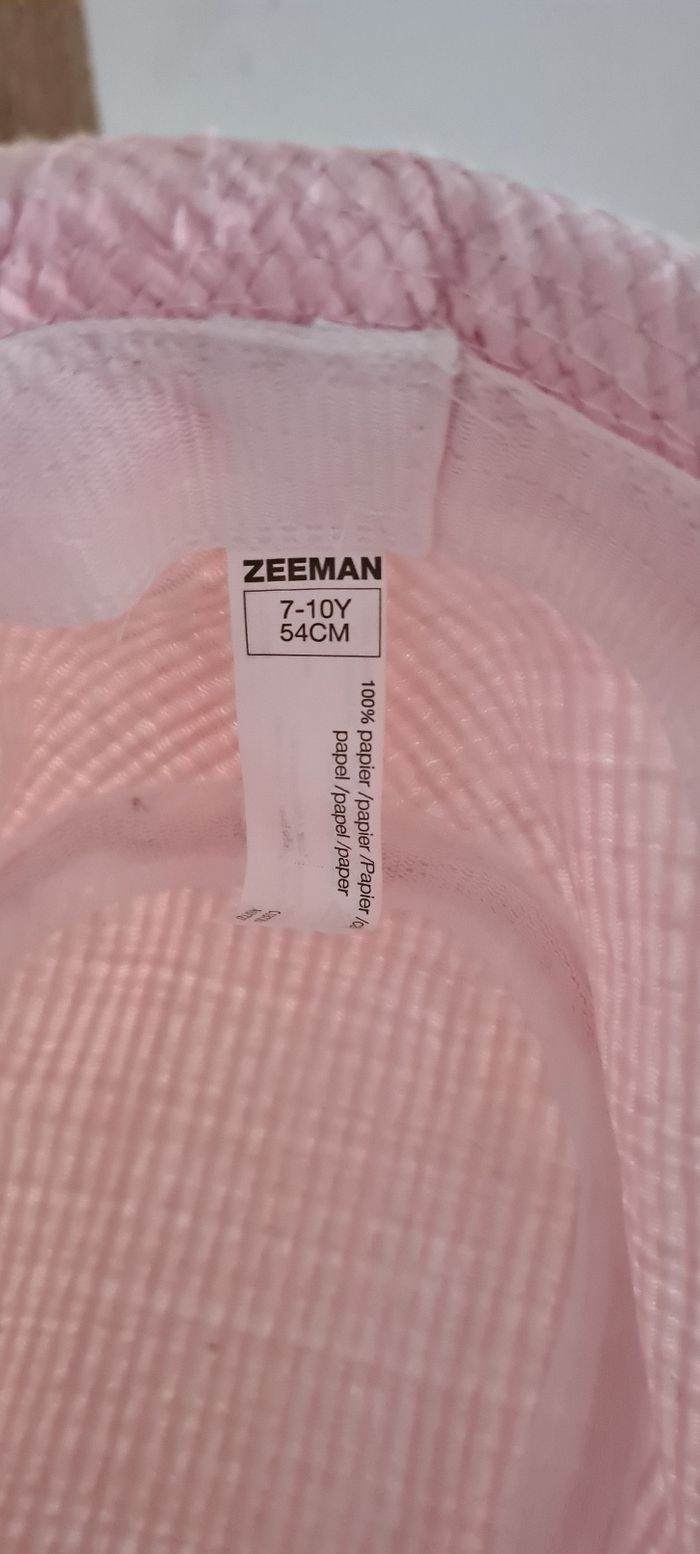 ZEEMAN
7-10Y
54CM
100% papier /papier /Papier
papel /papel /paper